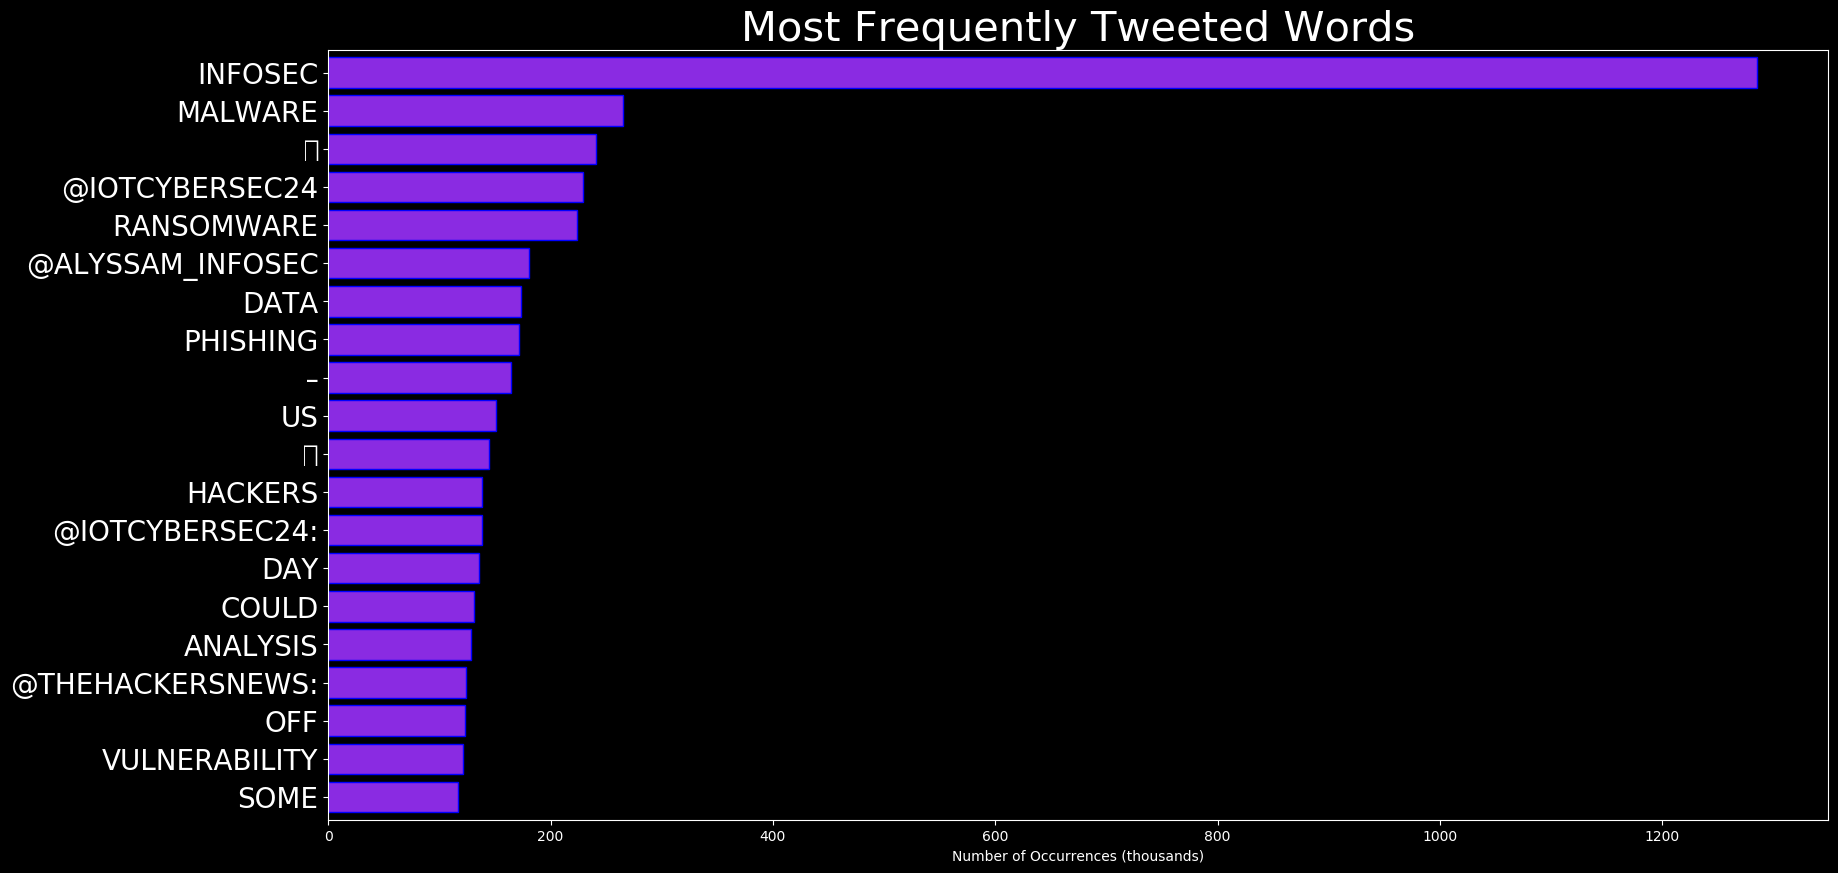 Most Frequently Tweeted Words
INFOSEC
MALWARE
@IOTCYBERSEC24
RANSOMWARE
@ALYSSAM_INFOSEC
DATA
PHISHING
–
US
HACKERS
@IOTCYBERSEC24:
DAY
COULD
ANALYSIS
@THEHACKERSNEWS:
OFF
VULNERABILITY
SOME
0 200 400 600 800 1000 1200
Number of Occurrences (thousands)